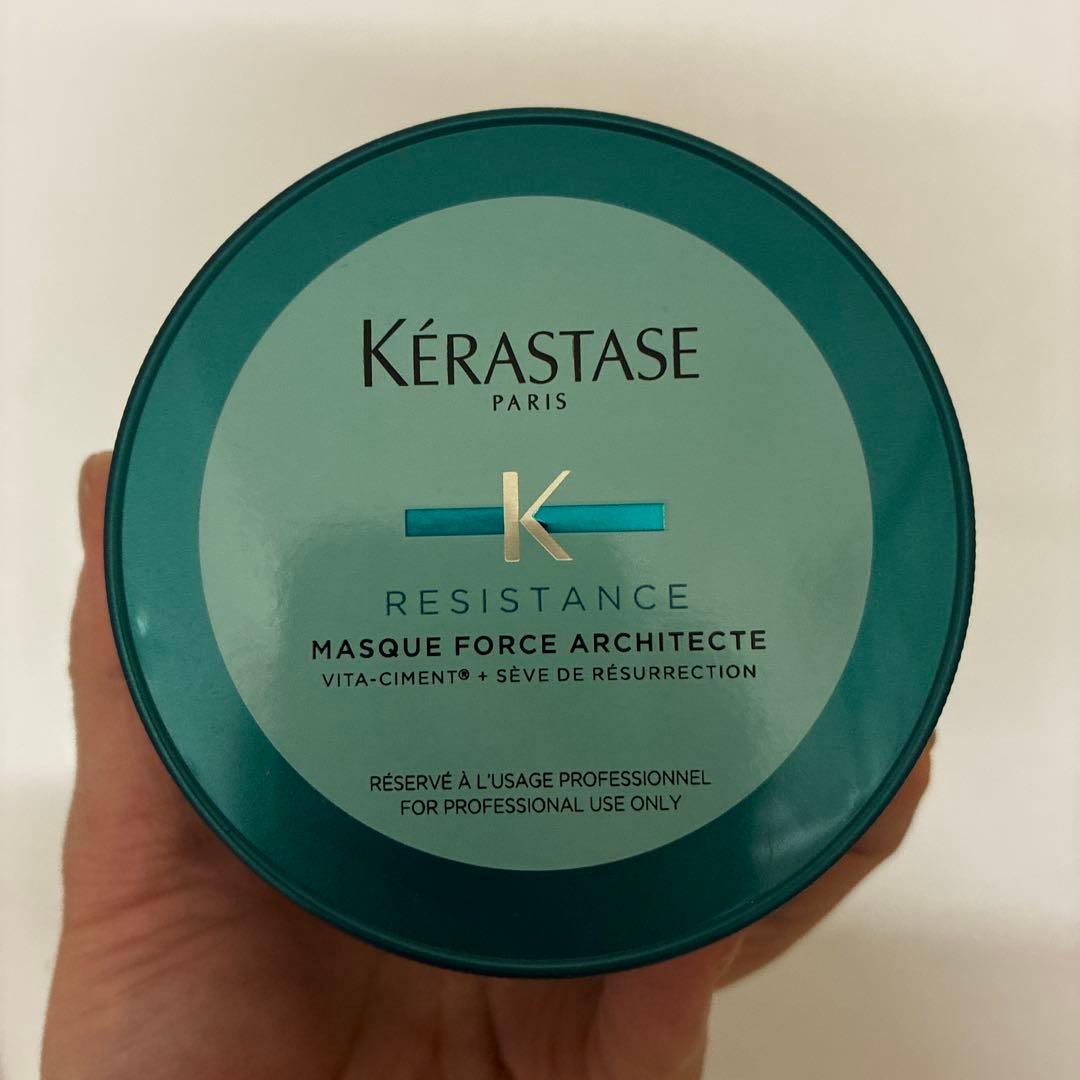 KÉRASTASE
PARIS
K
RESISTANCE
MASQUE FORCE ARCHITECTE
VITA-CIMENT® + SÈVE DE RÉSURRECTION
RÉSERVÉ À L'USAGE PROFESSIONNEL
FOR PROFESSIONAL USE ONLY